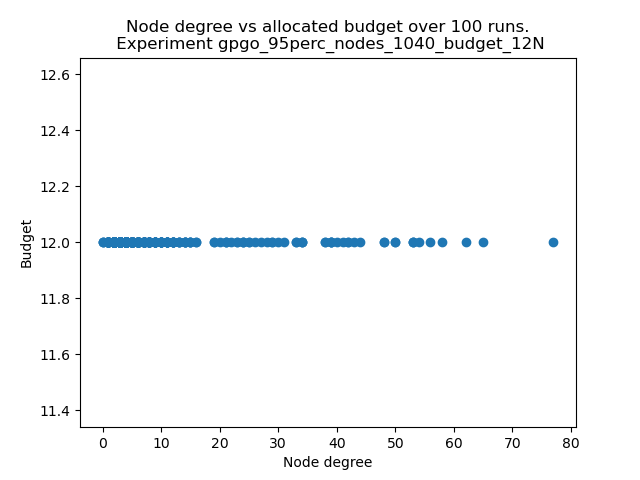 Node degree vs allocated budget over 100 runs.
Experiment gpgo_95perc_nodes_1040_budget_12N
12.6
12.4
12.2
12.0
11.8
11.6
11.4
Budget
0 10 20 30 40 50 60 70 80
Node degree